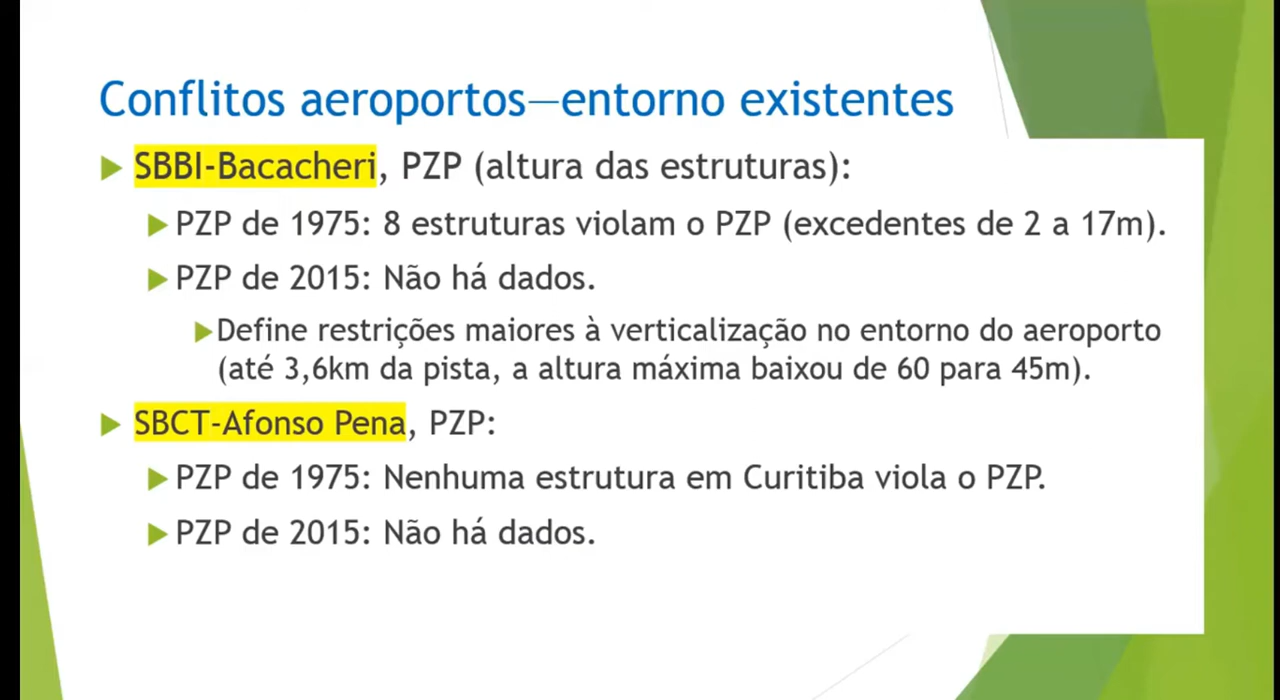 Conflitos aeroportos—entorno existentes
SBBI-Bacacheri, PZP (altura das estruturas):
PZP de 1975: 8 estruturas violam o PZP (excedentes de 2 a 17m).
PZP de 2015: Não há dados.
Define restrições maiores à verticalização no entorno do aeroporto
(até 3,6km da pista, a altura máxima baixou de 60 para 45m).
SBCT-Afonso Pena, PZP:
PZP de 1975: Nenhuma estrutura em Curitiba viola o PZP.
PZP de 2015: Não há dados.